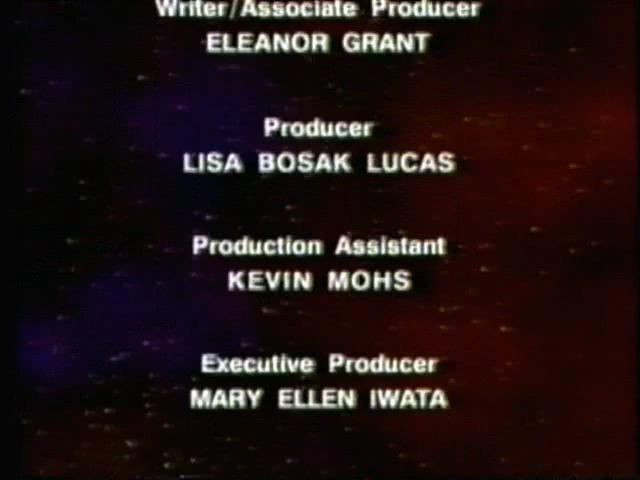 Writer/Associate Producer
ELEANOR GRANT
Producer
LISA BOSAK LUCAS
Production Assistant
KEVIN MOHS
Executive Producer
MARY ELLEN IWATA